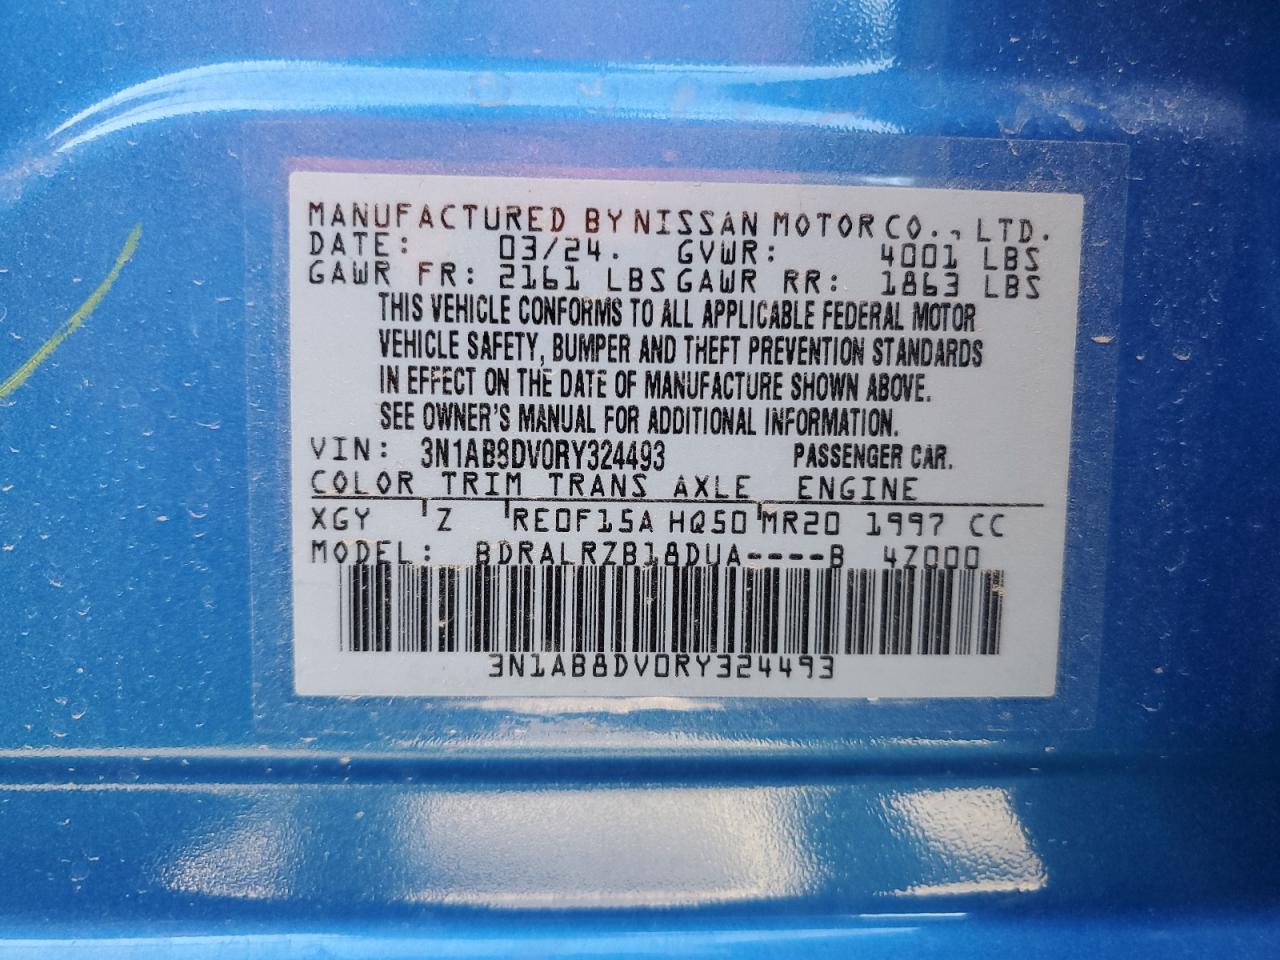 MANUFACTURED BY NISSAN MOTOR CO., LTD.
DATE: 03/24. GVWR: 4001 LBS
GAWR FR: 2161 LBS GAWR RR: 1863 LBS
THIS VEHICLE CONFORMS TO ALL APPLICABLE FEDERAL MOTOR
VEHICLE SAFETY, BUMPER AND THEFT PREVENTION STANDARDS
IN EFFECT ON THE DATE OF MANUFACTURE SHOWN ABOVE.
SEE OWNER'S MANUAL FOR ADDITIONAL INFORMATION.
VIN: 3N1AB8DV0RY324493 PASSENGER CAR.
COLOR TRIM TRANS AXLE ENGINE
XGY Z RE0F15A HQ50 MR20 1997 CC
MODEL: BDRALRZB18DUA----B 4Z000
3N1AB8DV0RY324493